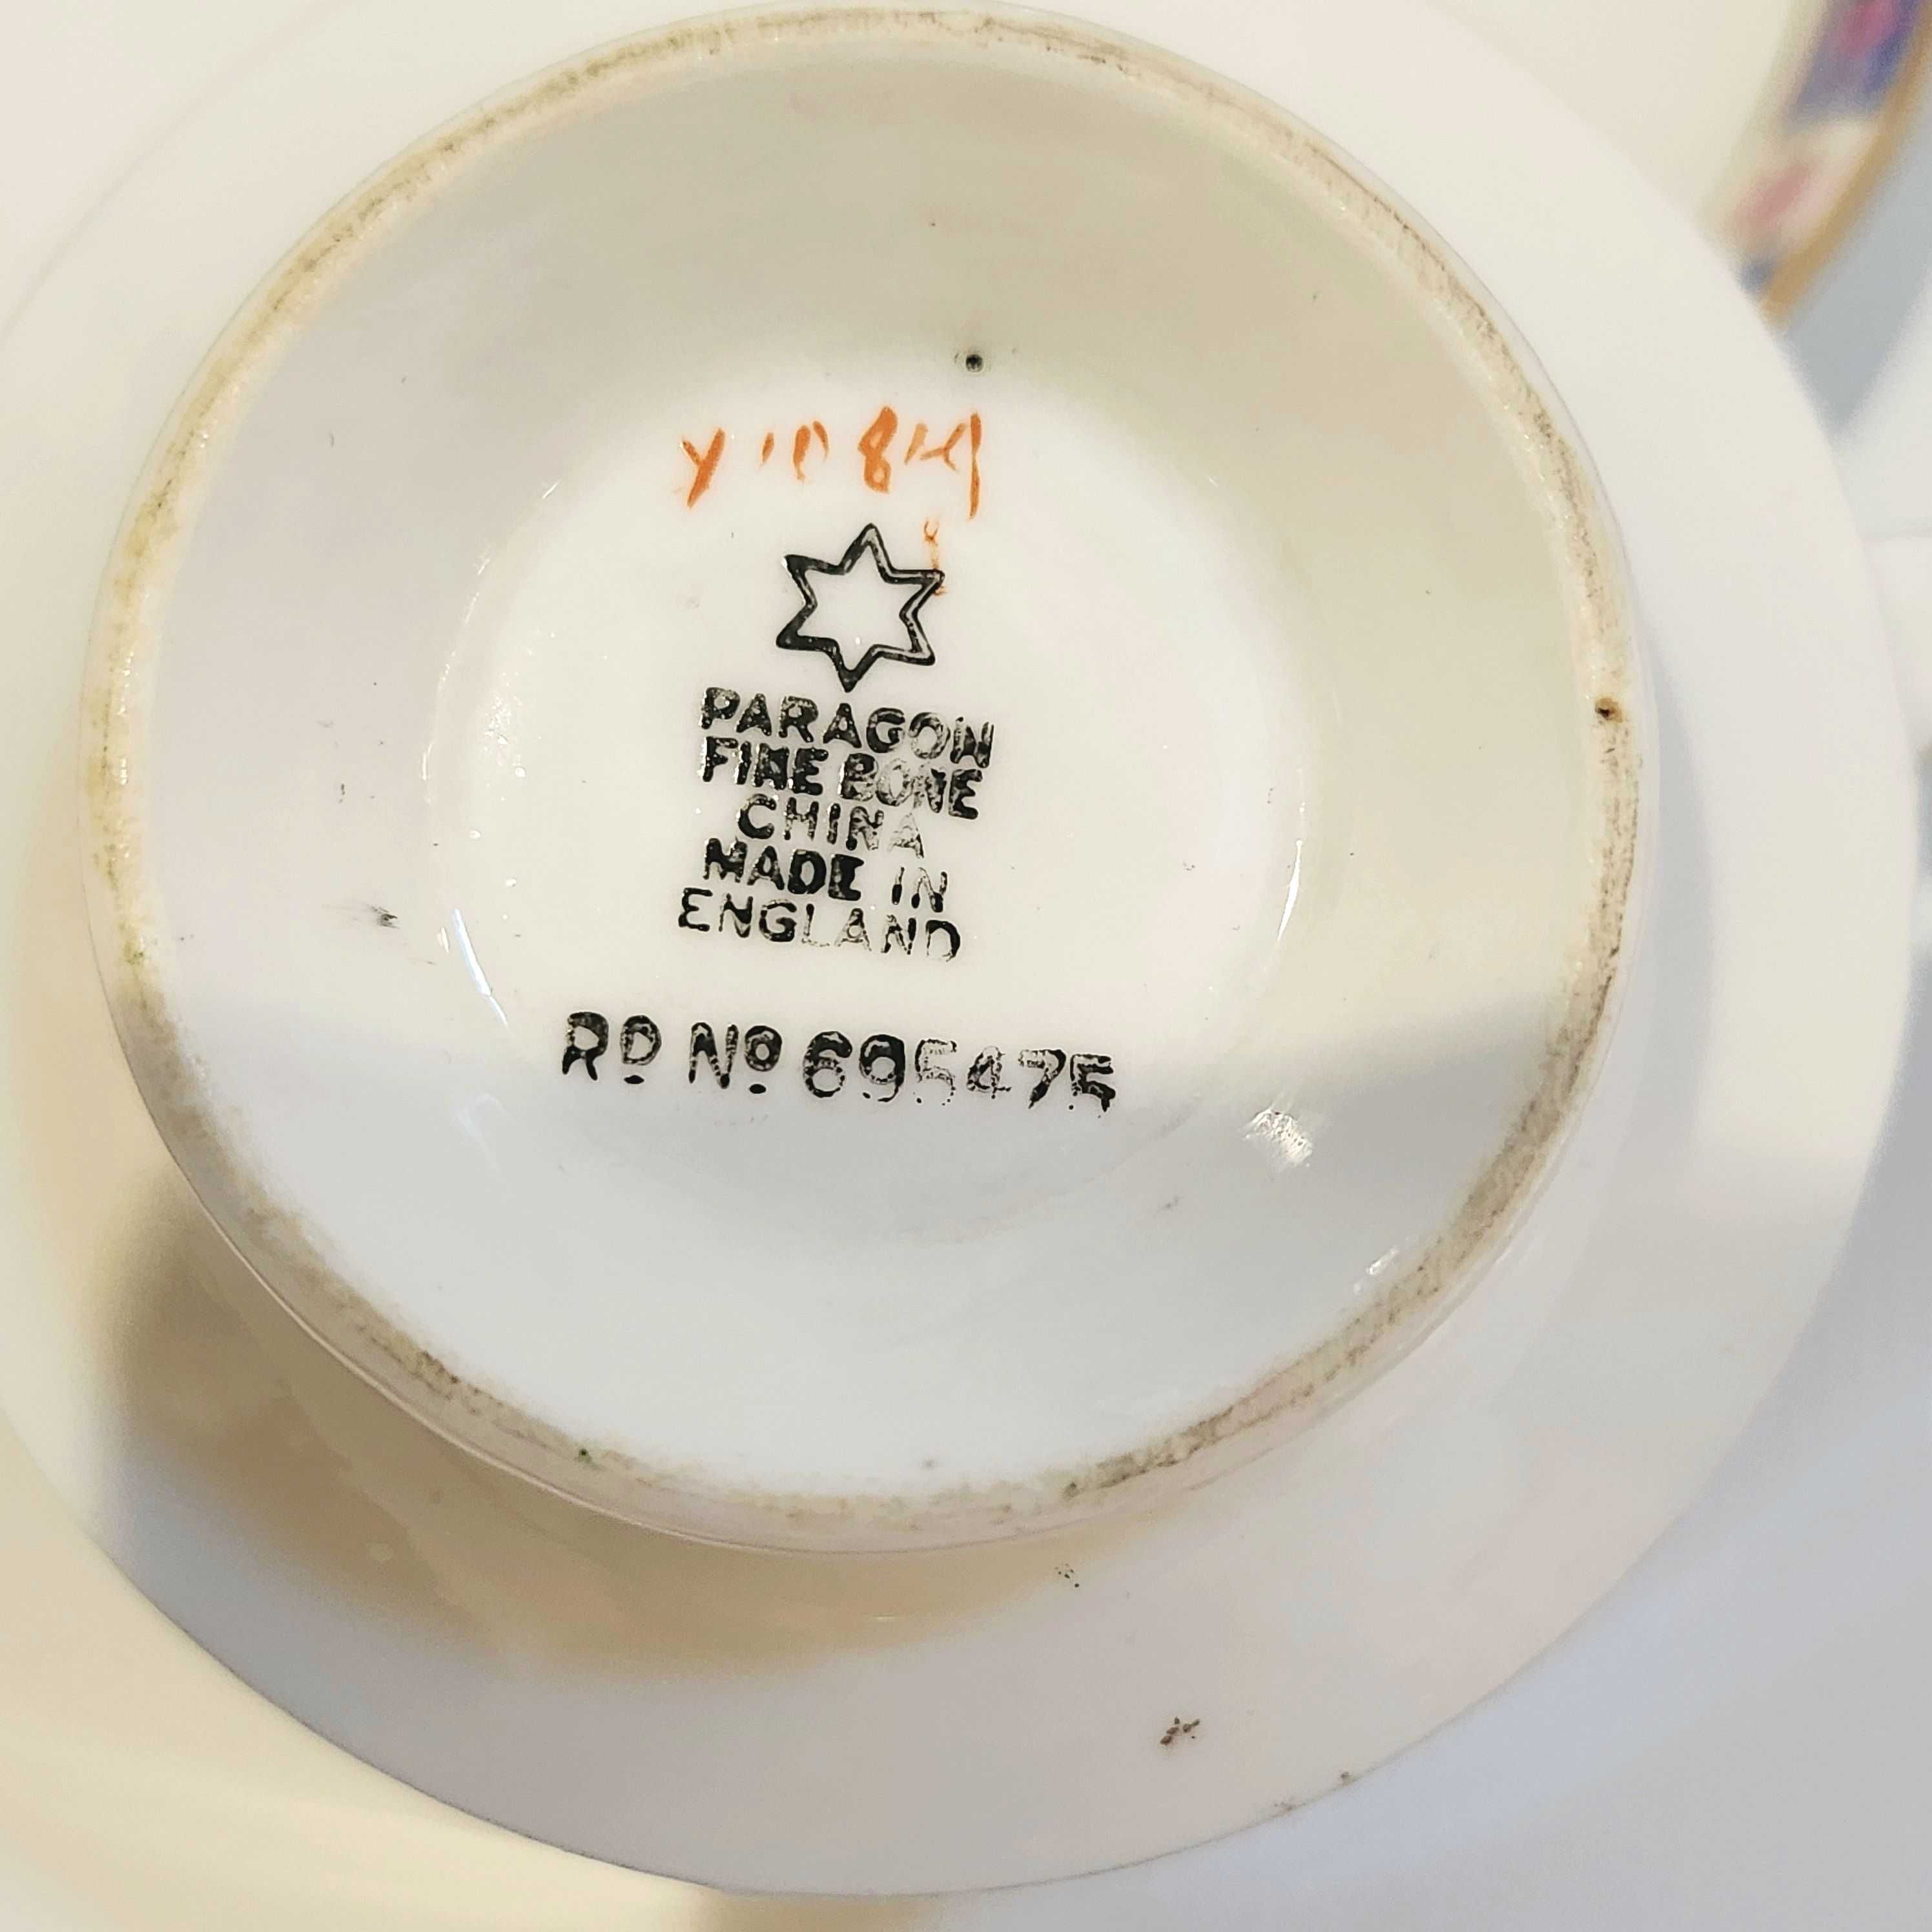 PARAGON
FINE BONE
CHINA
MADE IN
ENGLAND
RD No 695475